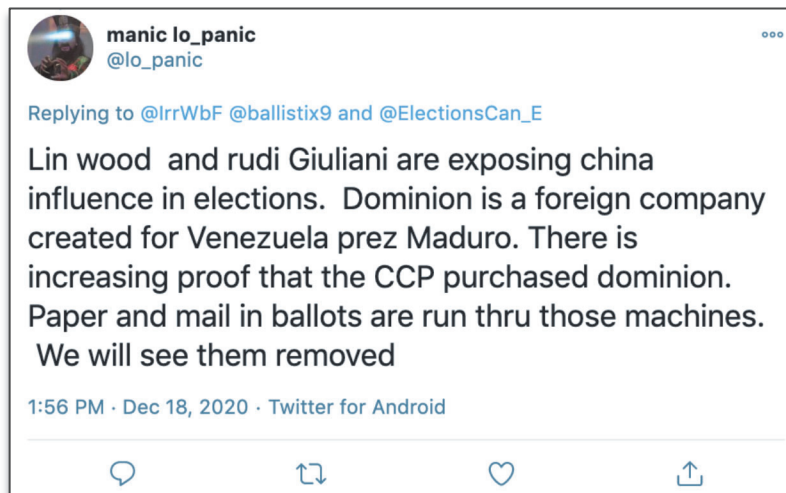 manic lo_panic
@lo_panic
Replying to @IrrWbF @ballistix9 and @ElectionsCan_E
Lin wood  and rudi Giuliani are exposing china
influence in elections.  Dominion is a foreign company
created for Venezuela prez Maduro. There is
increasing proof that the CCP purchased dominion.
Paper and mail in ballots are run thru those machines.
 We will see them removed
1:56 PM · Dec 18, 2020 · Twitter for Android